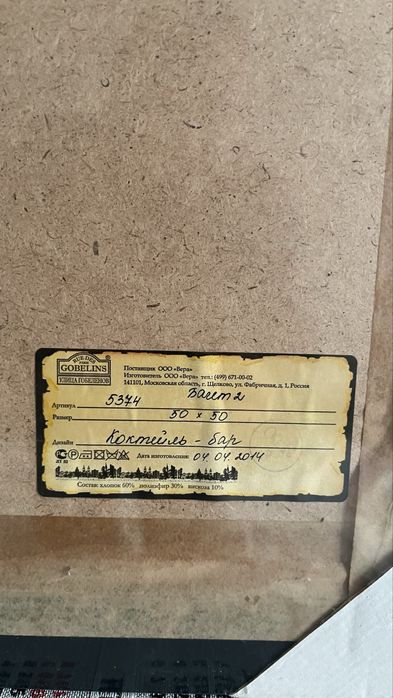 RUE DES
GOBELINS
УЛИЦА ГОБЕЛЕНОВ
Поставщик ООО «Вера»
Изготовитель ООО «Вера» тел.: (499) 671-00-02
141101, Московская область, г. Щелково, ул. Фабричная, д. 1, Россия
Багет 2
Артикул 5374
Размер 50 x 50
Дизайн Коктейль - бар
Дата изготовления: 04 04 2014
Состав: хлопок 60% полиэфир 30% вискоза 10%